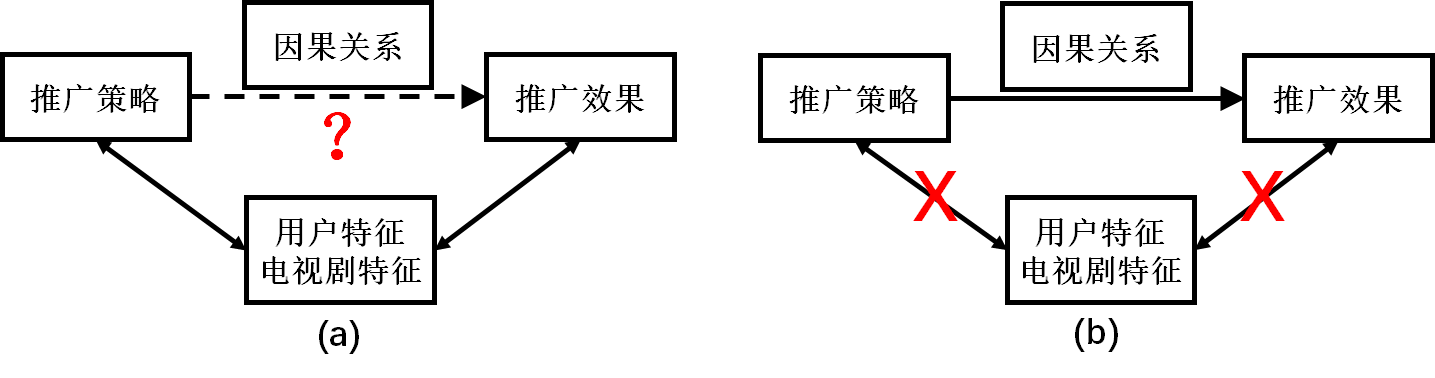 因果关系
推广策略
推广效果
?
用户特征
电视剧特征
(a)
因果关系
推广策略
推广效果
X
X
用户特征
电视剧特征
(b)